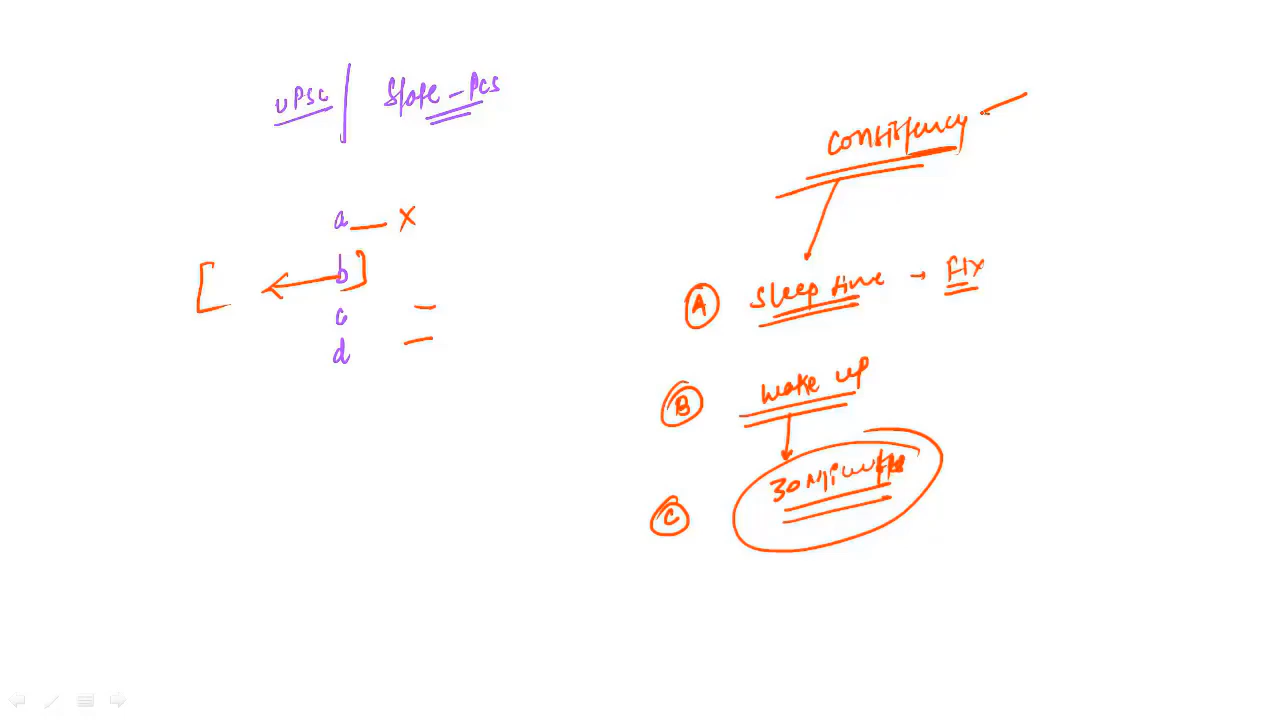 UPSC | State - PCS
a — x
b
c
d
Consistency
A Sleep time → Fix
B Wake up
C 30 Minutes